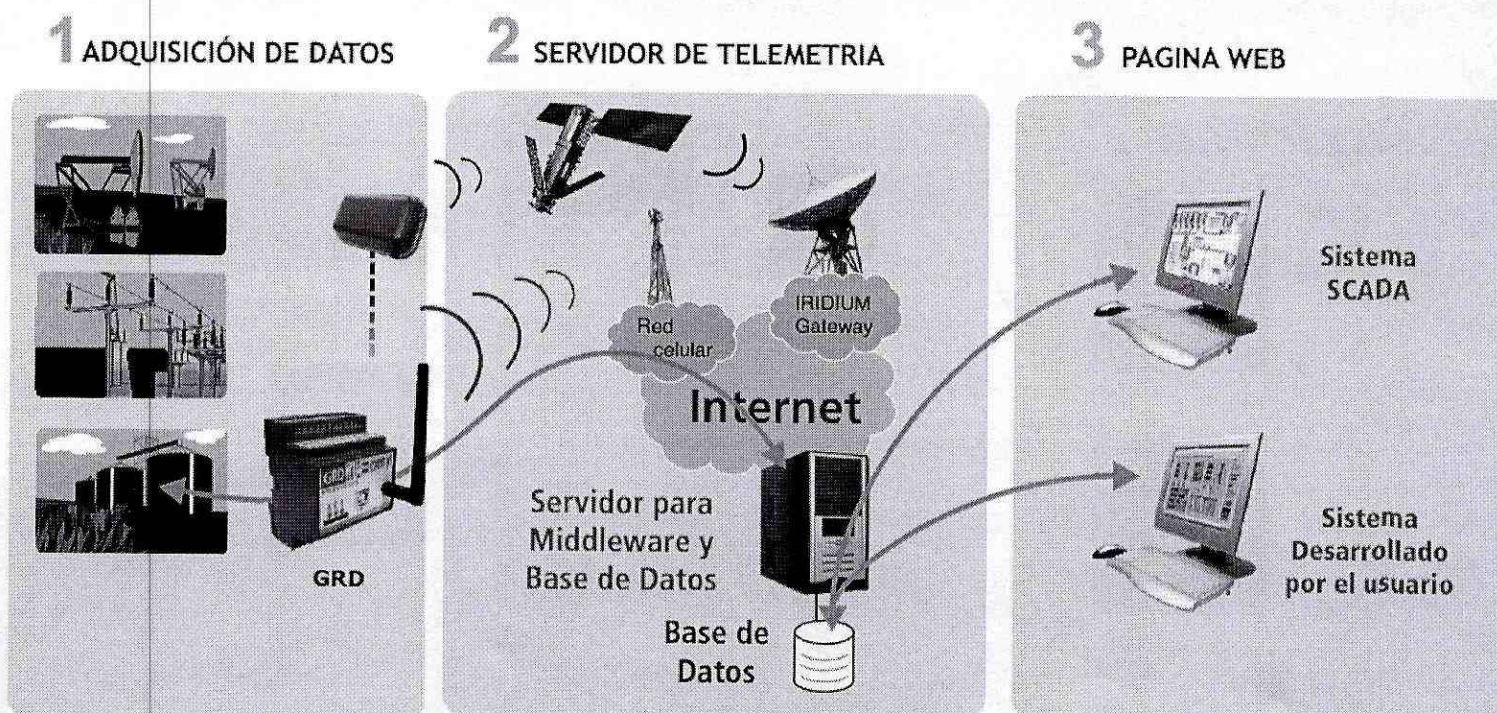 1 ADQUISICIÓN DE DATOS
2 SERVIDOR DE TELEMETRIA
3 PAGINA WEB
GRD
Red
celular
IRIDIUM
Gateway
Internet
Servidor para
Middleware y
Base de Datos
Base de
Datos
Sistema
SCADA
Sistema
Desarrollado
por el usuario